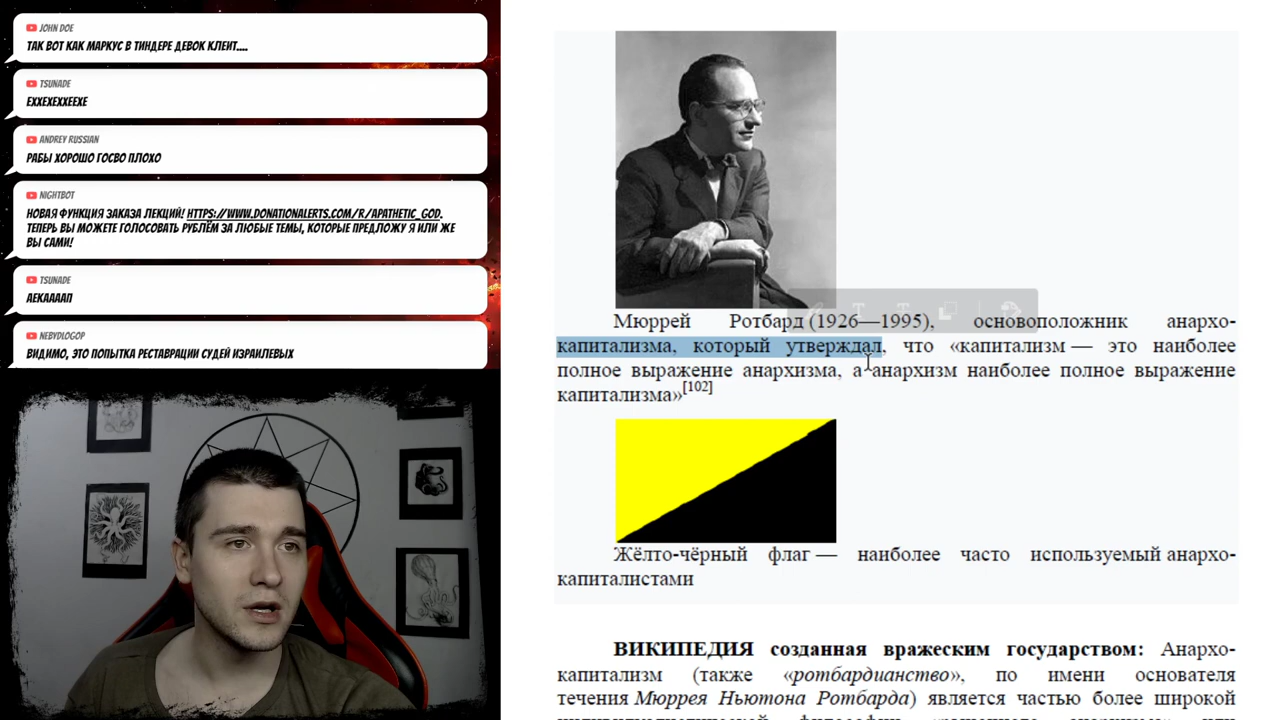 JOHN DOE
ТАК ВОТ КАК МАРКУС В ТИНДЕРЕ ДЕВОК КЛЕИТ....
TSUNADE
ЕХХЕХЕХХЕЕХЕ
ANDREY RUSSIAN
РАБЫ ХОРОШО ГОСВО ПЛОХО
NIGHTBOT
НОВАЯ ФУНКЦИЯ ЗАКАЗА ЛЕКЦИЙ! HTTPS://WWW.DONATIONALERTS.COM/R/APATHETIC_GOD.
ТЕПЕРЬ ВЫ МОЖЕТЕ ГОЛОСОВАТЬ РУБЛЁМ ЗА ЛЮБЫЕ ТЕМЫ, КОТОРЫЕ ПРЕДЛОЖУ Я ИЛИ ЖЕ
ВЫ САМИ!
TSUNADE
АЕКААААП
NEBYDLOGOP
ВИДИМО, ЭТО ПОПЫТКА РЕСТАВРАЦИИ СУДЕЙ ИЗРАИЛЕВЫХ
Мюррей Ротбард (1926—1995), основоположник анархо-
капитализма, который утверждал, что «капитализм — это наиболее
полное выражение анархизма, а анархизм наиболее полное выражение
капитализма»[102]
Жёлто-чёрный флаг — наиболее часто используемый анархо-
капиталистами
ВИКИПЕДИЯ созданная вражеским государством: Анархо-
капитализм (также «ротбардианство», по имени основателя
течения Мюррея Ньютона Ротбарда) является частью более широкой